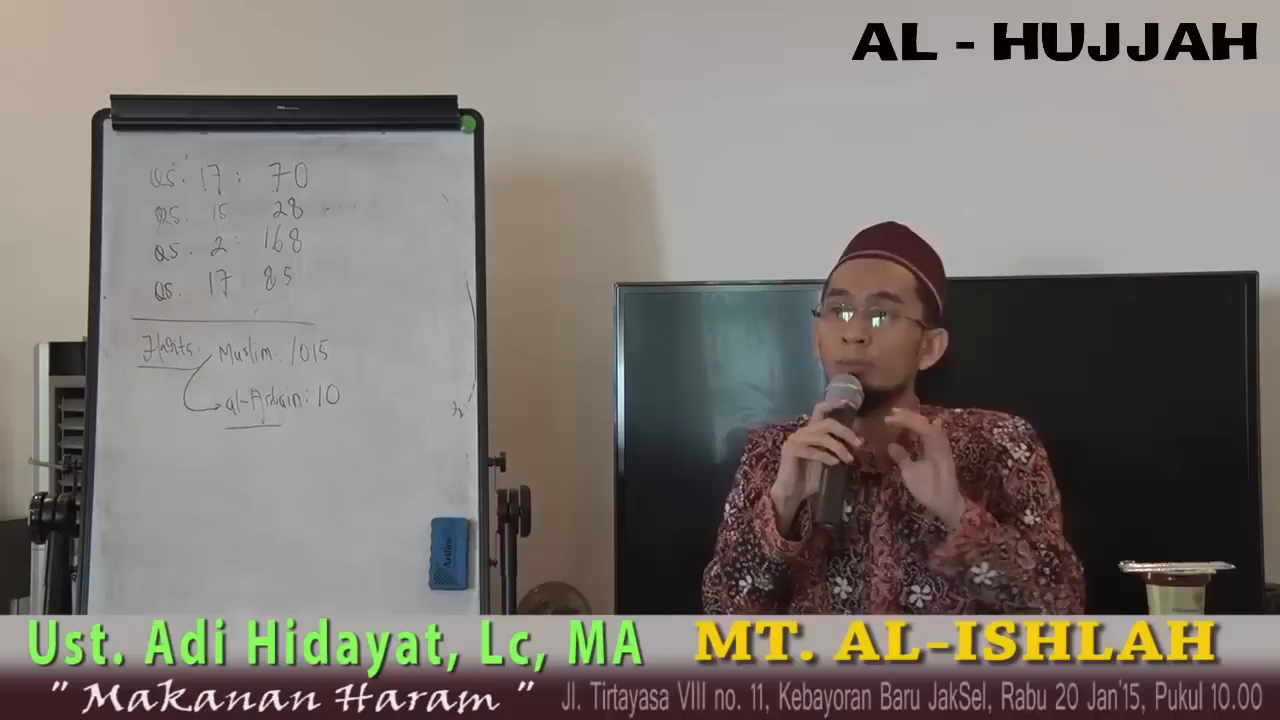 AL - HUJJAH
QS. 17 : 70
QS. 15 28
QS. 2 : 168
QS. 17 : 85
Hadits: Muslim : 1015
al-Arbain : 10
Artline
Ust. Adi Hidayat, Lc, MA
MT. AL-ISHLAH
" Makanan Haram "
Jl. Tirtayasa VIII no. 11, Kebayoran Baru JakSel, Rabu 20 Jan'15, Pukul 10.00